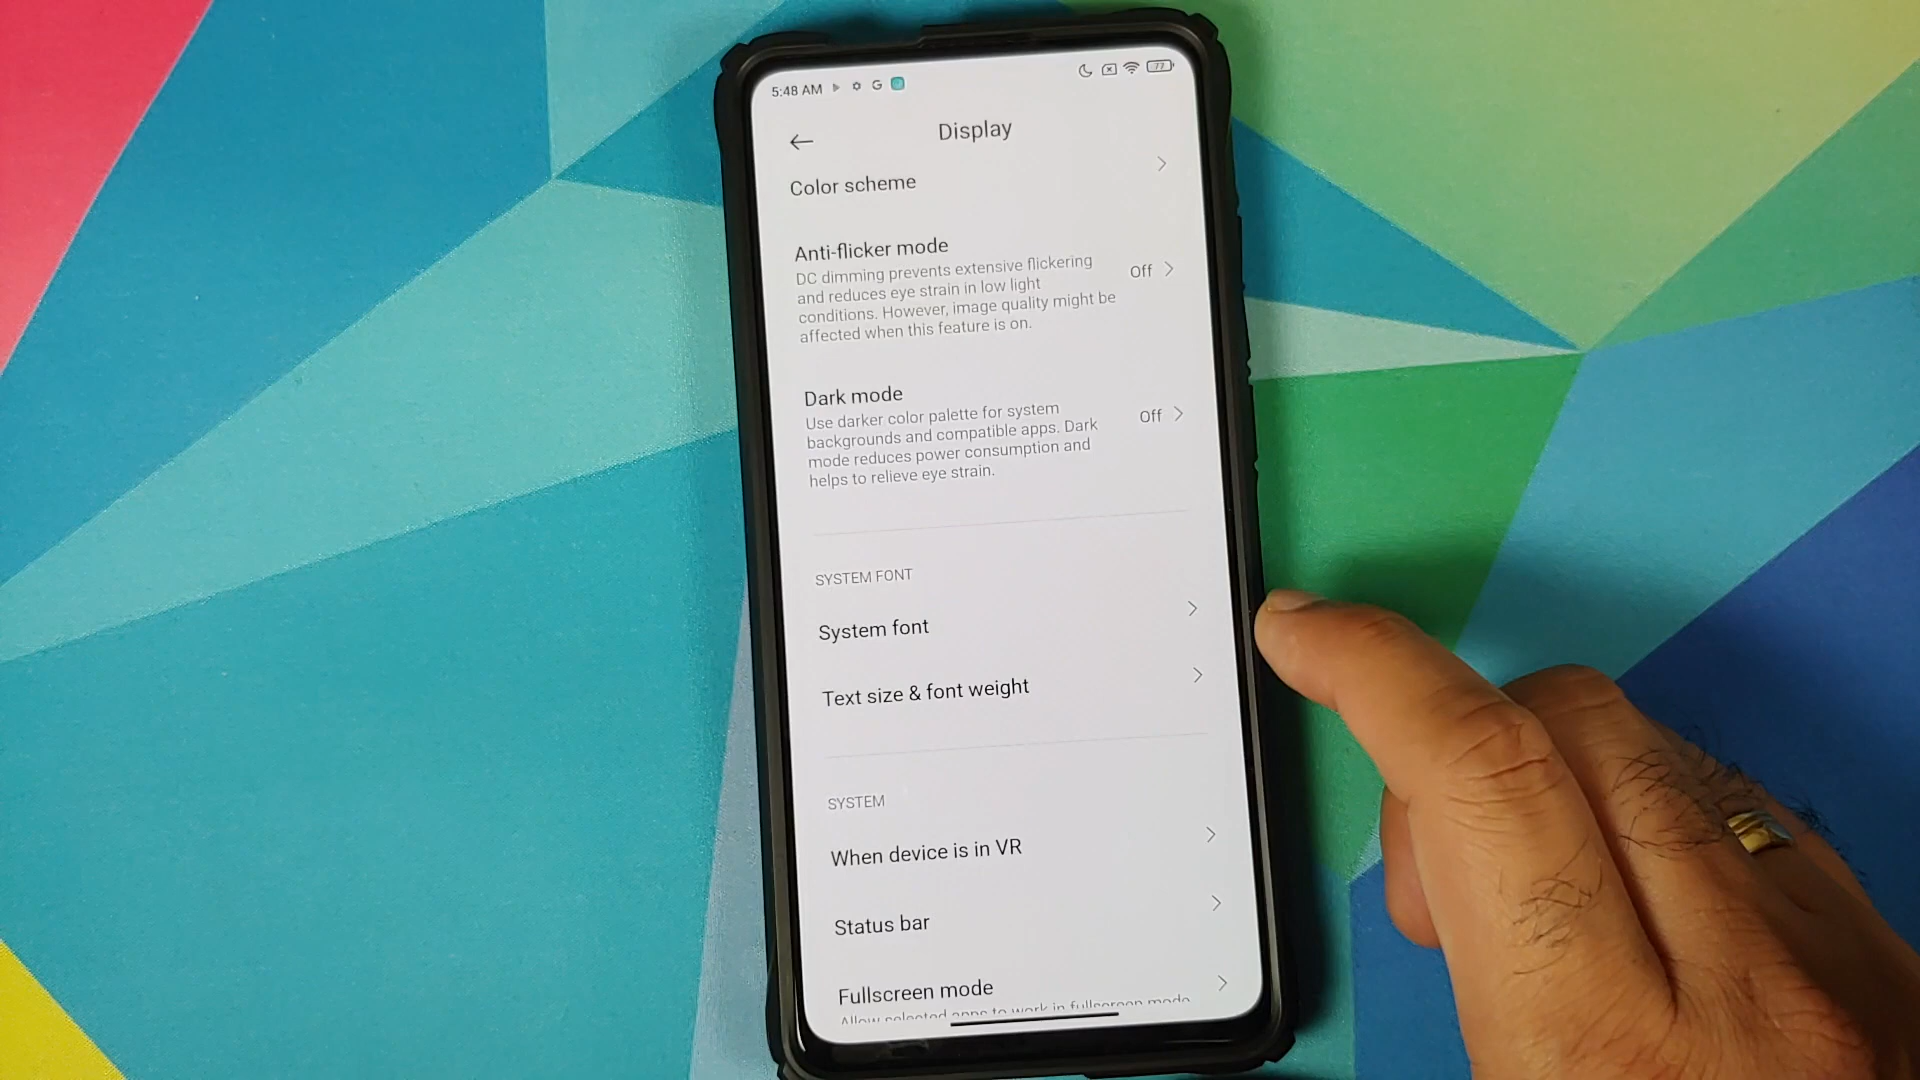 5:48 AM
77
Display
Color scheme
Anti-flicker mode
DC dimming prevents extensive flickering
and reduces eye strain in low light
conditions. However, image quality might be
affected when this feature is on.
Off
Dark mode
Use darker color palette for system
backgrounds and compatible apps. Dark
mode reduces power consumption and
helps to relieve eye strain.
Off
SYSTEM FONT
System font
Text size & font weight
SYSTEM
When device is in VR
Status bar
Fullscreen mode
Allow selected apps to work in fullscreen mode